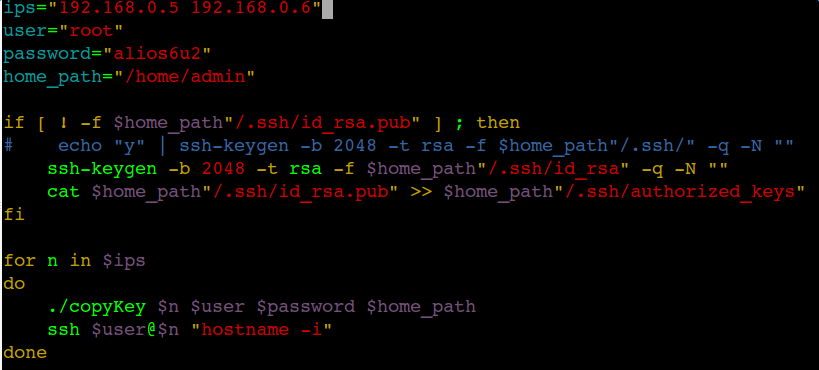 ips="192.168.0.5 192.168.0.6"
user="root"
password="alios6u2"
home_path="/home/admin"

if [ ! -f $home_path"/.ssh/id_rsa.pub" ] ; then
#    echo "y" | ssh-keygen -b 2048 -t rsa -f $home_path"/.ssh/" -q -N ""
    ssh-keygen -b 2048 -t rsa -f $home_path"/.ssh/id_rsa" -q -N ""
    cat $home_path"/.ssh/id_rsa.pub" >> $home_path"/.ssh/authorized_keys"
fi

for n in $ips
do
    ./copyKey $n $user $password $home_path
    ssh $user@$n "hostname -i"
done